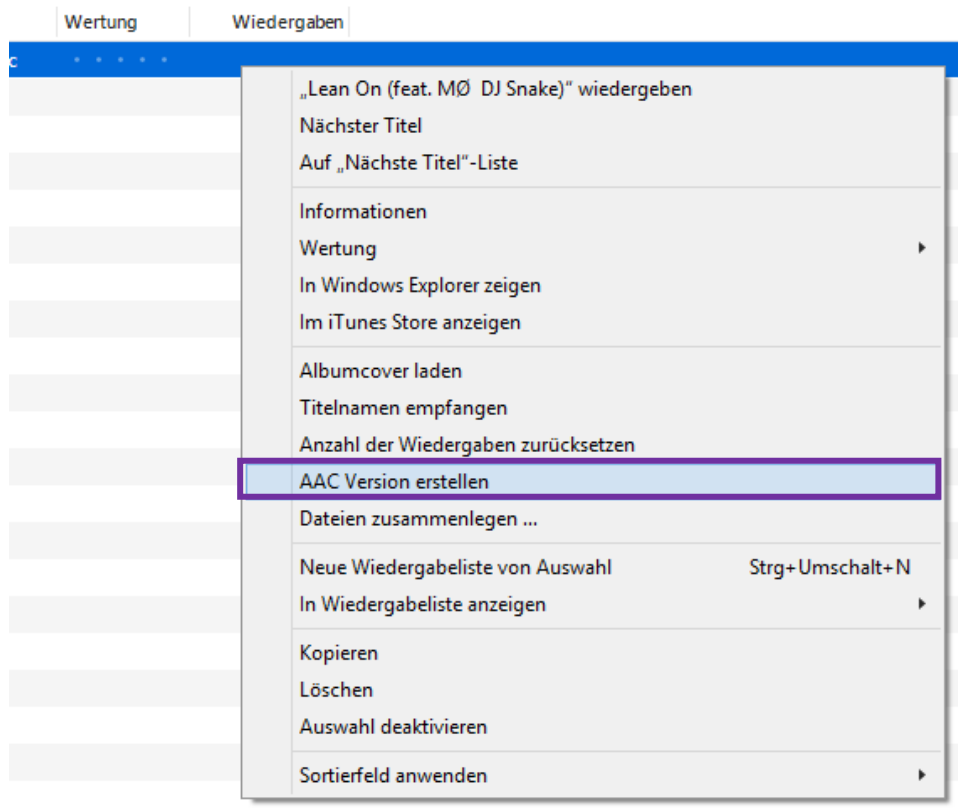 Wertung Wiedergaben
c
„Lean On (feat. MØ DJ Snake)“ wiedergeben
Nächster Titel
Auf „Nächste Titel“-Liste
Informationen
Wertung
In Windows Explorer zeigen
Im iTunes Store anzeigen
Albumcover laden
Titelnamen empfangen
Anzahl der Wiedergaben zurücksetzen
AAC Version erstellen
Dateien zusammenlegen ...
Neue Wiedergabeliste von Auswahl Strg+Umschalt+N
In Wiedergabeliste anzeigen
Kopieren
Löschen
Auswahl deaktivieren
Sortierfeld anwenden